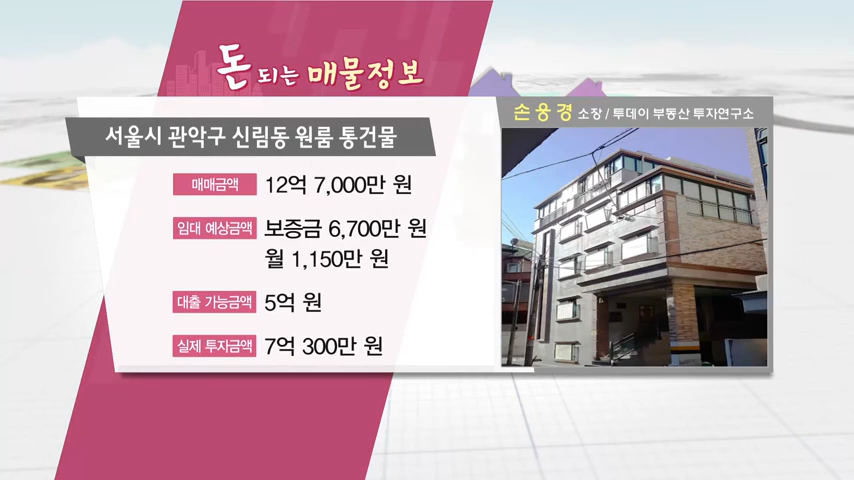 돈 되는 매물정보
손 웅 경 소장 / 투데이 부동산 투자연구소
서울시 관악구 신림동 원룸 통건물
매매금액 12억 7,000만 원
임대 예상금액 보증금 6,700만 원
월 1,150만 원
대출 가능금액 5억 원
실제 투자금액 7억 300만 원